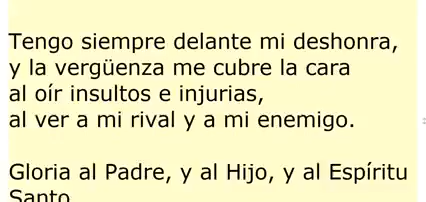 Tengo siempre delante mi deshonra,
y la vergüenza me cubre la cara
al oír insultos e injurias,
al ver a mi rival y a mi enemigo.
Gloria al Padre, y al Hijo, y al Espíritu
Santo